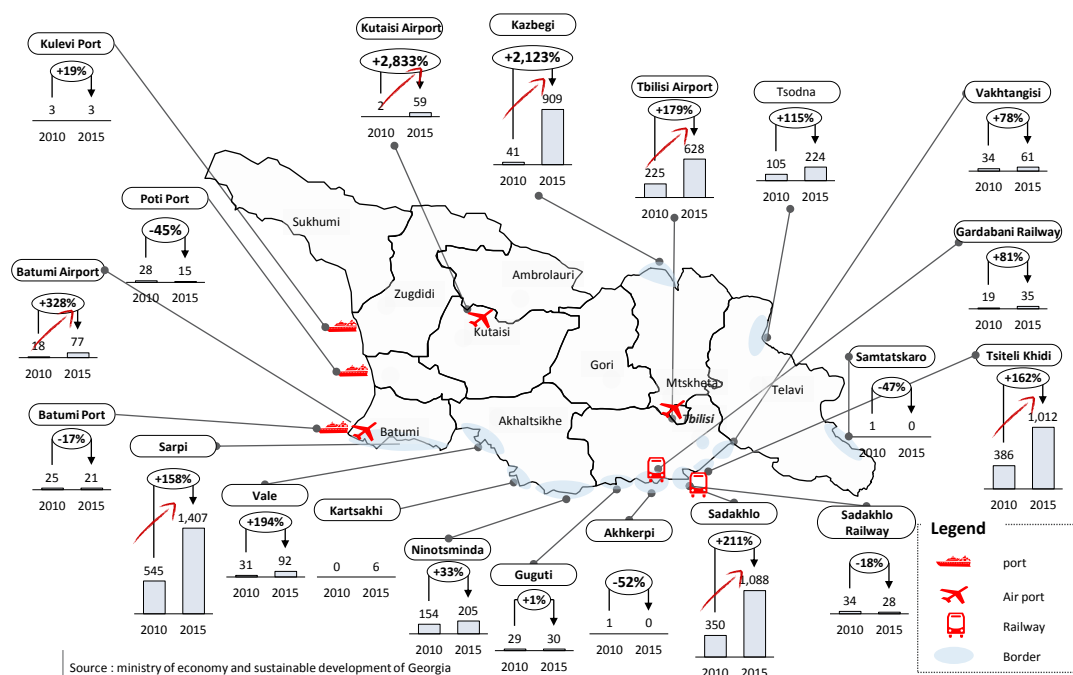 Kulevi Port
+19%
3 3
2010 2015
Kutaisi Airport
+2,833%
2 59
2010 2015
Kazbegi
+2,123%
41 909
2010 2015
Tbilisi Airport
+179%
225 628
2010 2015
Tsodna
+115%
105 224
2010 2015
Vakhtangisi
+78%
34 61
2010 2015
Poti Port
-45%
28 15
2010 2015
Gardabani Railway
+81%
19 35
2010 2015
Batumi Airport
+328%
18 77
2010 2015
Sukhumi
Zugdidi
Ambrolauri
Kutaisi
Gori
Mtskheta
Tbilisi
Telavi
Akhaltsikhe
Batumi
Samtatskaro
-47%
1 0
2010 2015
Tsiteli Khidi
+162%
386 1,012
2010 2015
Batumi Port
-17%
25 21
2010 2015
Sarpi
+158%
545 1,407
2010 2015
Vale
+194%
31 92
2010 2015
Kartsakhi
0 6
2010 2015
Ninotsminda
+33%
154 205
2010 2015
Guguti
+1%
29 30
2010 2015
Akhkerpi
-52%
1 0
2010 2015
Sadakhlo
+211%
350 1,088
2010 2015
Sadakhlo
Railway
-18%
34 28
2010 2015
Legend
port
Air port
Railway
Border
Source : ministry of economy and sustainable development of Georgia